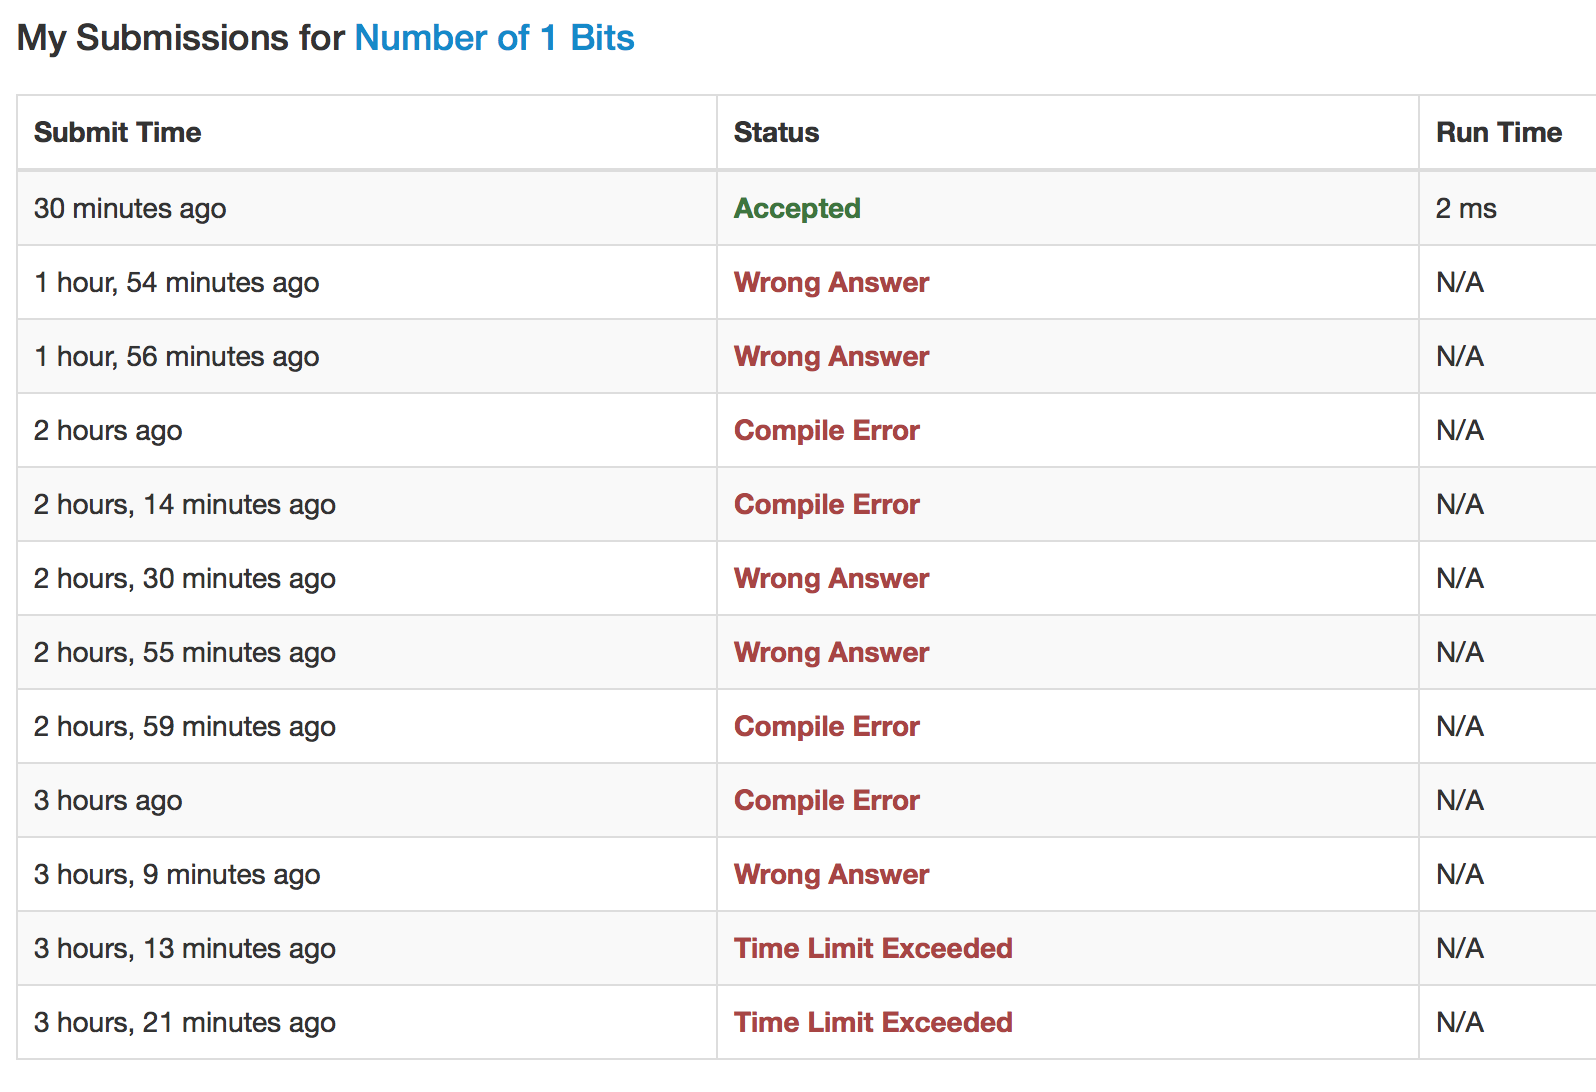 My Submissions for Number of 1 Bits
Submit Time Status Run Time
30 minutes ago Accepted 2 ms
1 hour, 54 minutes ago Wrong Answer N/A
1 hour, 56 minutes ago Wrong Answer N/A
2 hours ago Compile Error N/A
2 hours, 14 minutes ago Compile Error N/A
2 hours, 30 minutes ago Wrong Answer N/A
2 hours, 55 minutes ago Wrong Answer N/A
2 hours, 59 minutes ago Compile Error N/A
3 hours ago Compile Error N/A
3 hours, 9 minutes ago Wrong Answer N/A
3 hours, 13 minutes ago Time Limit Exceeded N/A
3 hours, 21 minutes ago Time Limit Exceeded N/A